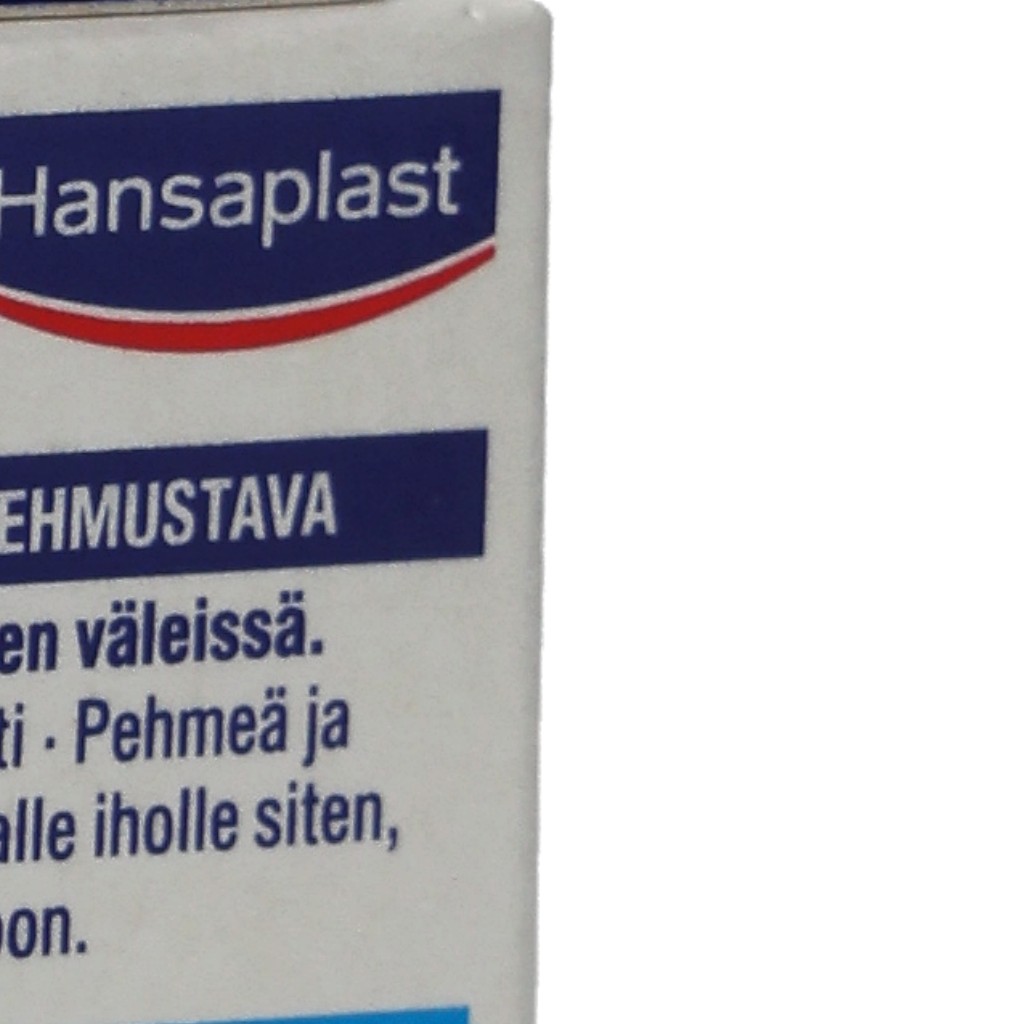 Hansaplast
EHMUSTAVA
en väleissä.
ti · Pehmeä ja
alle iholle siten,
oon.